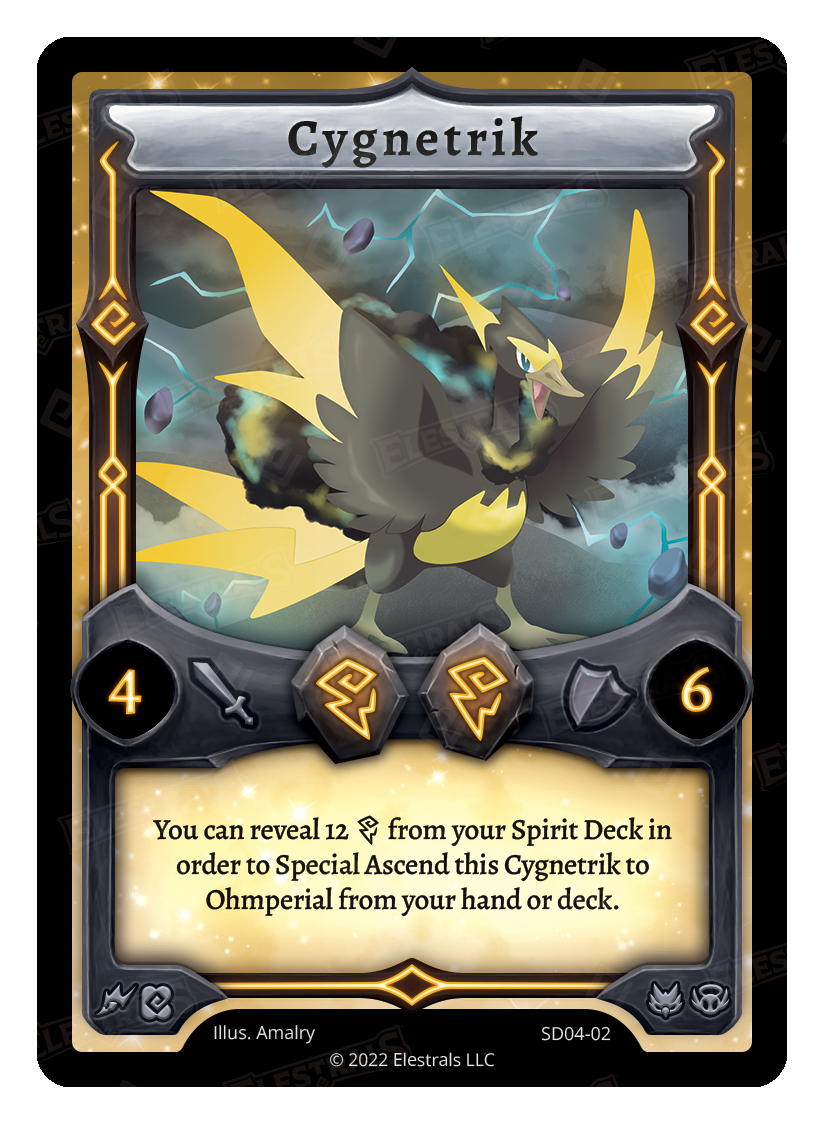 Cygnetrik
4
6
You can reveal 12 from your Spirit Deck in
order to Special Ascend this Cygnetrik to
Ohmperial from your hand or deck.
Illus. Amalry
SD04-02
© 2022 Elestrals LLC